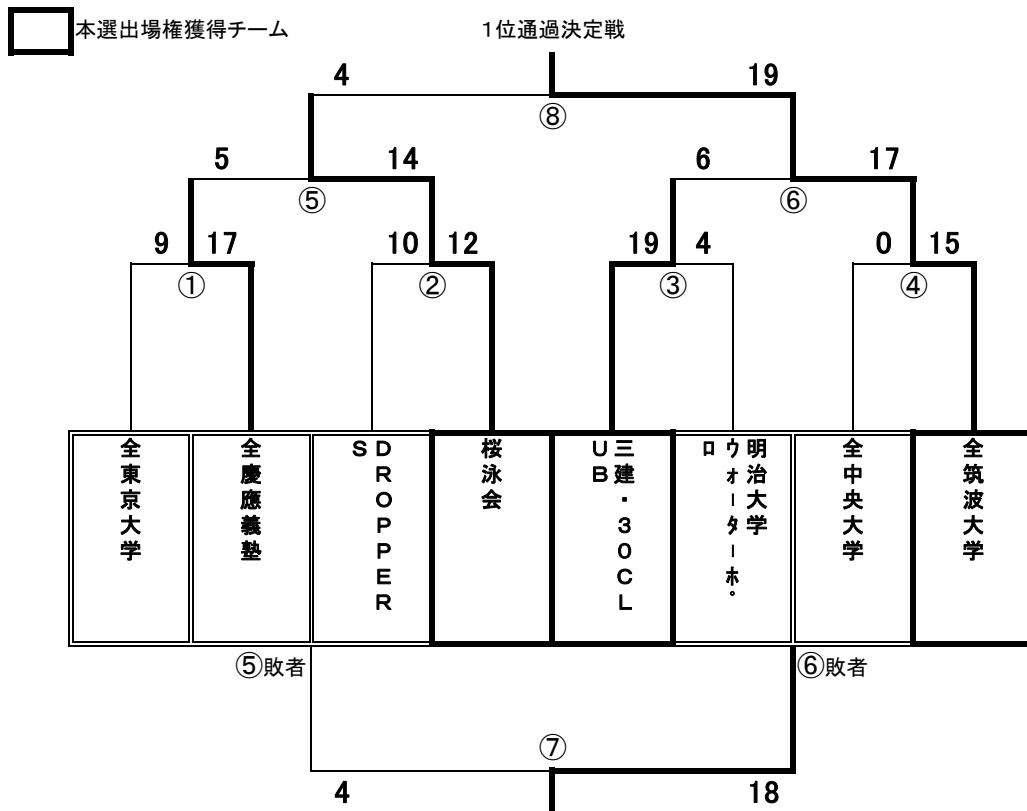 本選出場権獲得チーム
1位通過決定戦
4
19
⑧
5
14
6
17
⑤
⑥
9
17
10
12
19
4
0
15
①
②
③
④
全東京大学
全慶應義塾
DROPPER
S
桜泳会
三建・30CL
UB
明治大学
ウォーターポ
ロ
全中央大学
全筑波大学
⑤敗者
⑥敗者
⑦
4
18